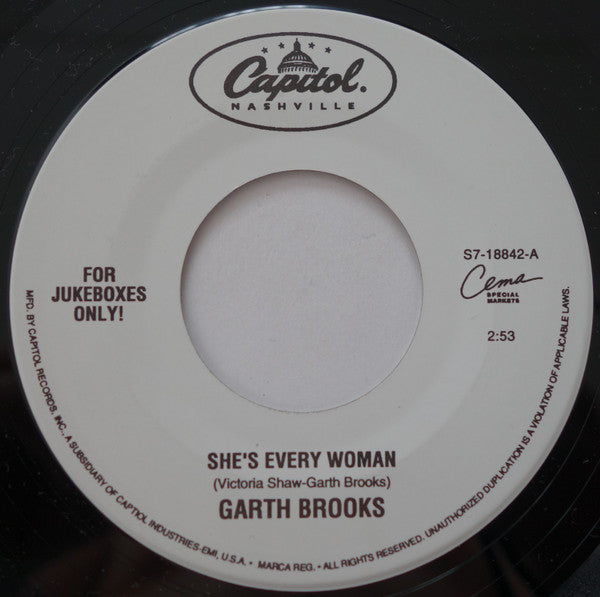 Capitol.
NASHVILLE
FOR
JUKEBOXES
ONLY!
S7-18842-A
Cema
SPECIAL
MARKETS
2:53
SHE'S EVERY WOMAN
(Victoria Shaw-Garth Brooks)
GARTH BROOKS
MFD. BY CAPITOL RECORDS, INC., A SUBSIDIARY OF CAPTIOL INDUSTRIES-EMI, U.S.A. • MARCA REG. • ALL RIGHTS RESERVED. UNAUTHORIZED DUPLICATION IS A VIOLATION OF APPLICABLE LAWS.